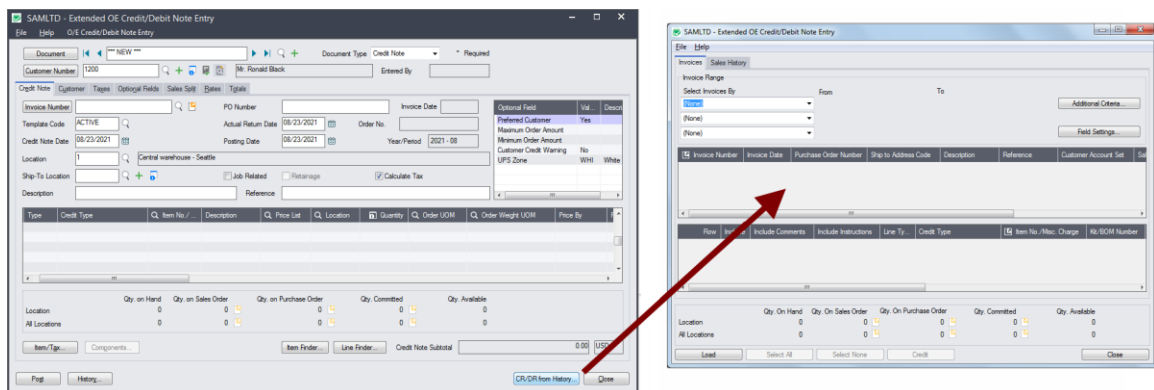 SAMLTD - Extended OE Credit/Debit Note Entry
File Help O/E Credit/Debit Note Entry
Document *** NEW *** Document Type Credit Note * Required
Customer Number 1200 Mr. Ronald Black Entered By
Credit Note Customer Taxes Optional Fields Sales Split Rates Totals
Invoice Number PO Number Invoice Date
Template Code ACTIVE Actual Return Date 08/23/2021 Order No.
Credit Note Date 08/23/2021 Posting Date 08/23/2021 Year/Period 2021 - 08
Location 1 Central warehouse - Seattle
Ship-To Location Job Related Retainage Calculate Tax
Description Reference
Optional Field Val... Descri
Preferred Customer Yes
Maximum Order Amount
Minimum Order Amount
Customer Credit Warning No
UPS Zone WHI White
Type Credit Type Item No./ ... Description Price List Location Quantity Order UOM Order Weight UOM Price By
Qty. on Hand Qty. on Sales Order Qty. on Purchase Order Qty. Committed Qty. Available
Location 0 0 0 0 0
All Locations 0 0 0 0 0
Item/Tax... Components... Item Finder... Line Finder... Credit Note Subtotal 0.00 USD
Post History... CR/DR from History... Close
SAMLTD - Extended OE Credit/Debit Note Entry
File Help
Invoices Sales History
Invoice Range
Select Invoices By From To
(None) Additional Criteria...
(None)
(None) Field Settings...
Invoice Number Invoice Date Purchase Order Number Ship to Address Code Description Reference Customer Account Set Sal
Row Include Comments Include Instructions Line Ty... Credit Type Item No./Misc. Charge Kit/BOM Number
Qty. On Hand Qty. On Sales Order Qty. On Purchase Order Qty. Committed Qty. Available
Location 0 0 0 0 0
All Locations 0 0 0 0 0
Load Select All Select None Credit Close